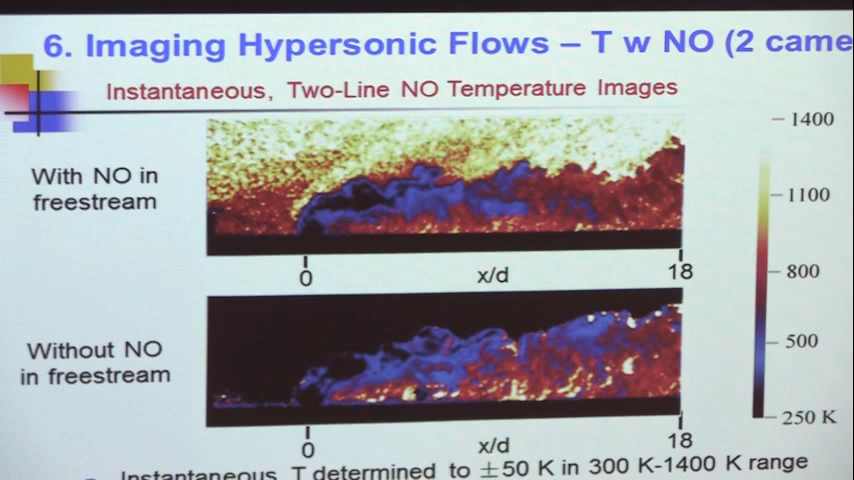 6. Imaging Hypersonic Flows – T w NO (2 came
Instantaneous, Two-Line NO Temperature Images
1400
With NO in
freestream
1100
800
0 x/d 18
500
Without NO
in freestream
250 K
0 x/d 18
Instantaneous T determined to ±50 K in 300 K-1400 K range